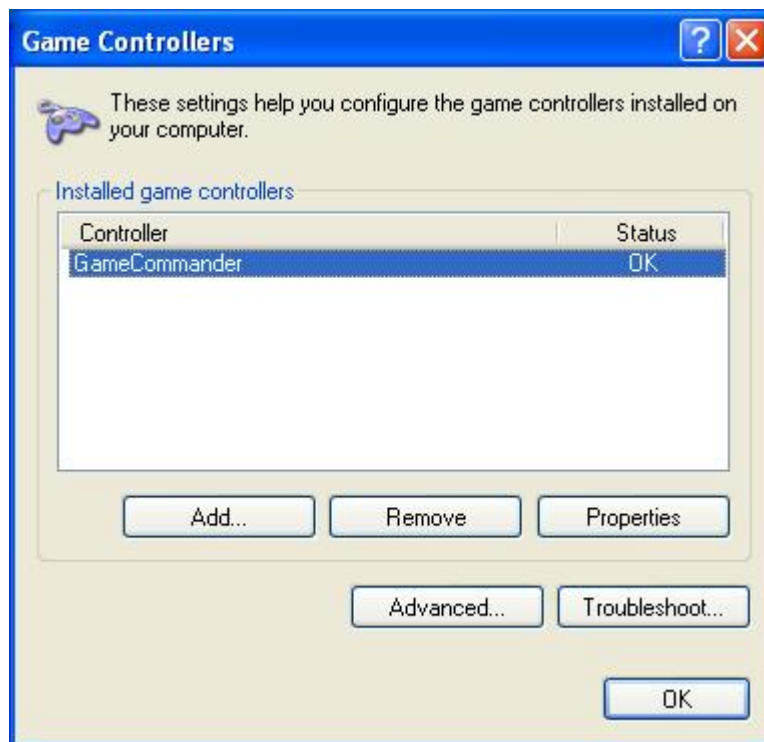 Game Controllers
These settings help you configure the game controllers installed on
your computer.
Installed game controllers
Controller Status
GameCommander OK
Add... Remove Properties
Advanced... Troubleshoot...
OK